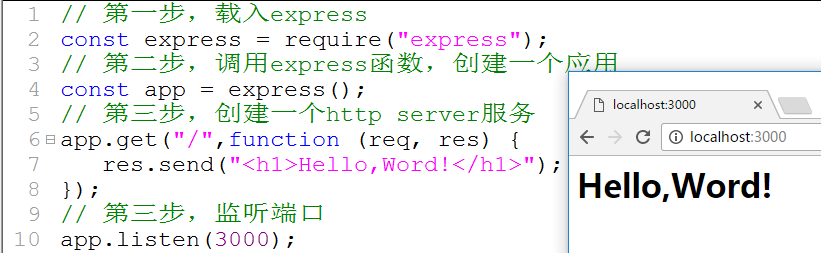 1 // 第一步，载入express
2 const express = require("express");
3 // 第二步，调用express函数，创建一个应用
4 const app = express();
5 // 第三步，创建一个http server服务
6 app.get("/",function (req, res) {
7 res.send("<h1>Hello,Word!</h1>");
8 });
9 // 第三步，监听端口
10 app.listen(3000);
localhost:3000
localhost:3000
Hello,Word!